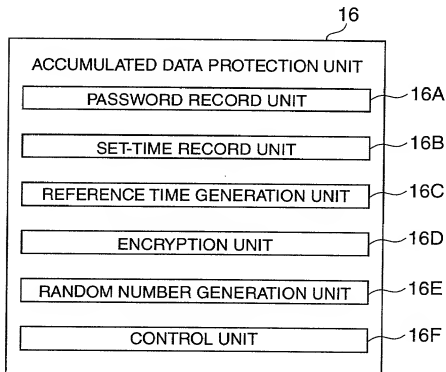 16
ACCUMULATED DATA PROTECTION UNIT
PASSWORD RECORD UNIT 16A
SET-TIME RECORD UNIT 16B
REFERENCE TIME GENERATION UNIT 16C
ENCRYPTION UNIT 16D
RANDOM NUMBER GENERATION UNIT 16E
CONTROL UNIT 16F